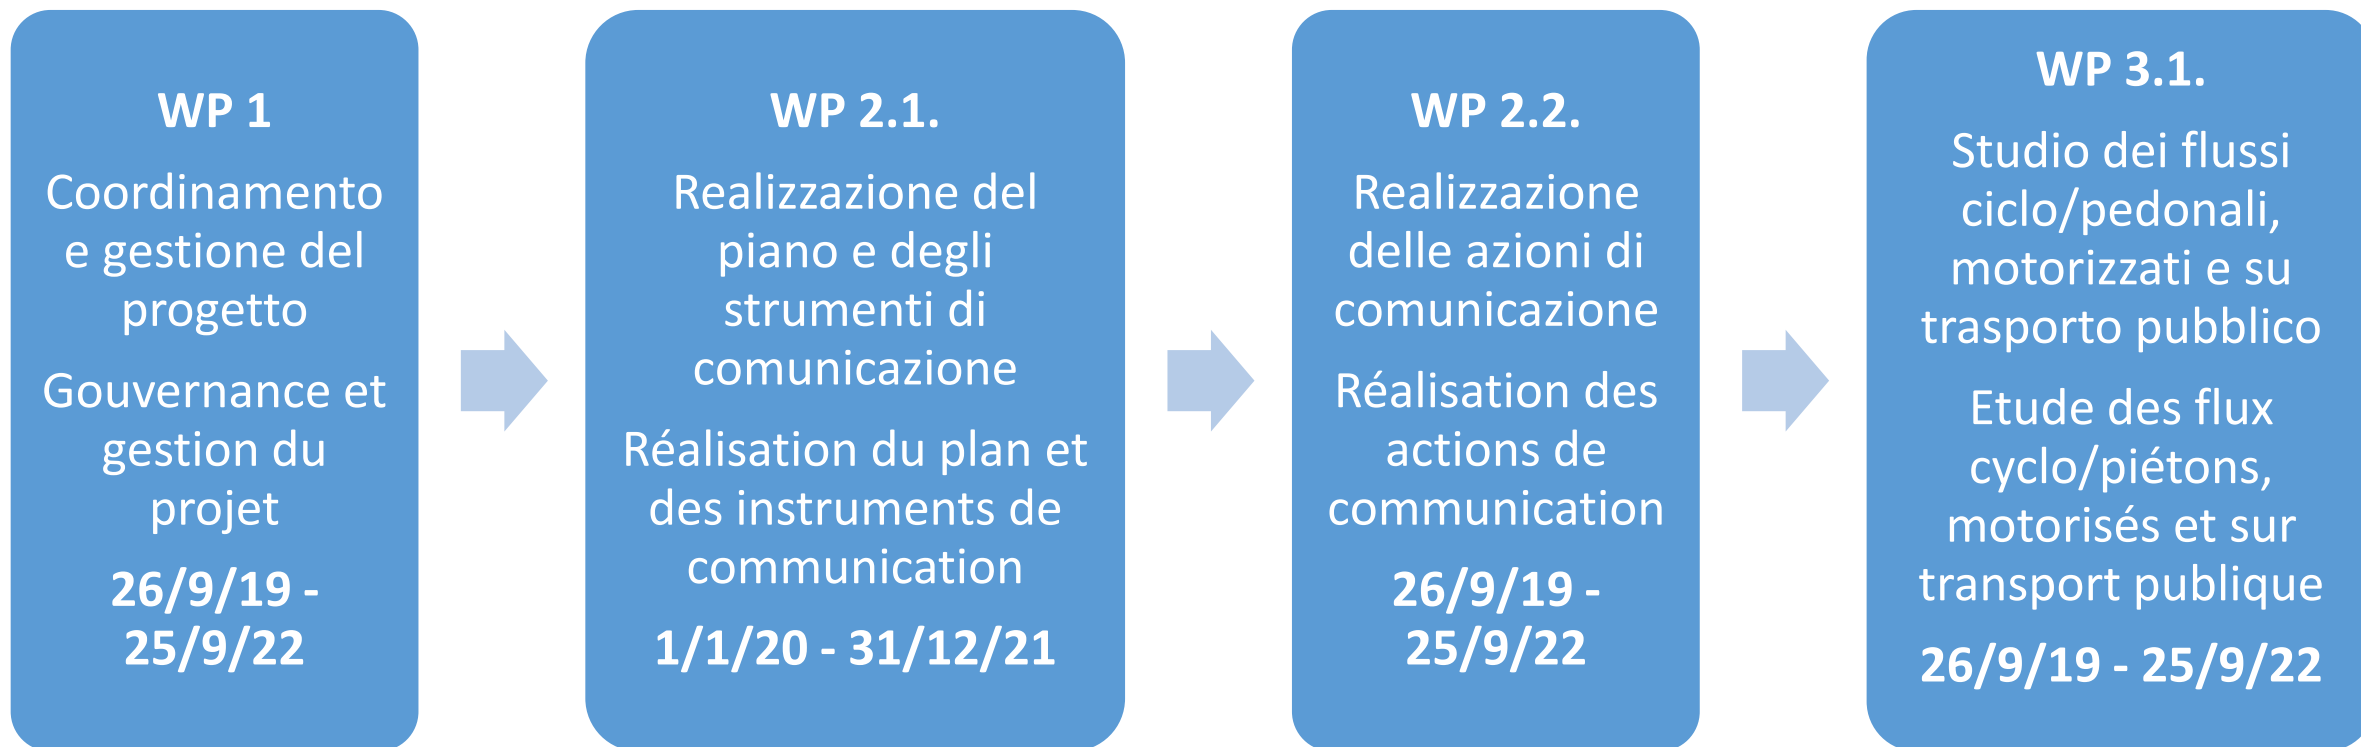 WP 1
Coordinamento
e gestione del
progetto
Gouvernance et
gestion du
projet
26/9/19 -
25/9/22
WP 2.1.
Realizzazione del
piano e degli
strumenti di
comunicazione
Réalisation du plan et
des instruments de
communication
1/1/20 - 31/12/21
WP 2.2.
Realizzazione
delle azioni di
comunicazione
Réalisation des
actions de
communication
26/9/19 -
25/9/22
WP 3.1.
Studio dei flussi
ciclo/pedonali,
motorizzati e su
trasporto pubblico
Etude des flux
cyclo/piétons,
motorisés et sur
transport publique
26/9/19 - 25/9/22